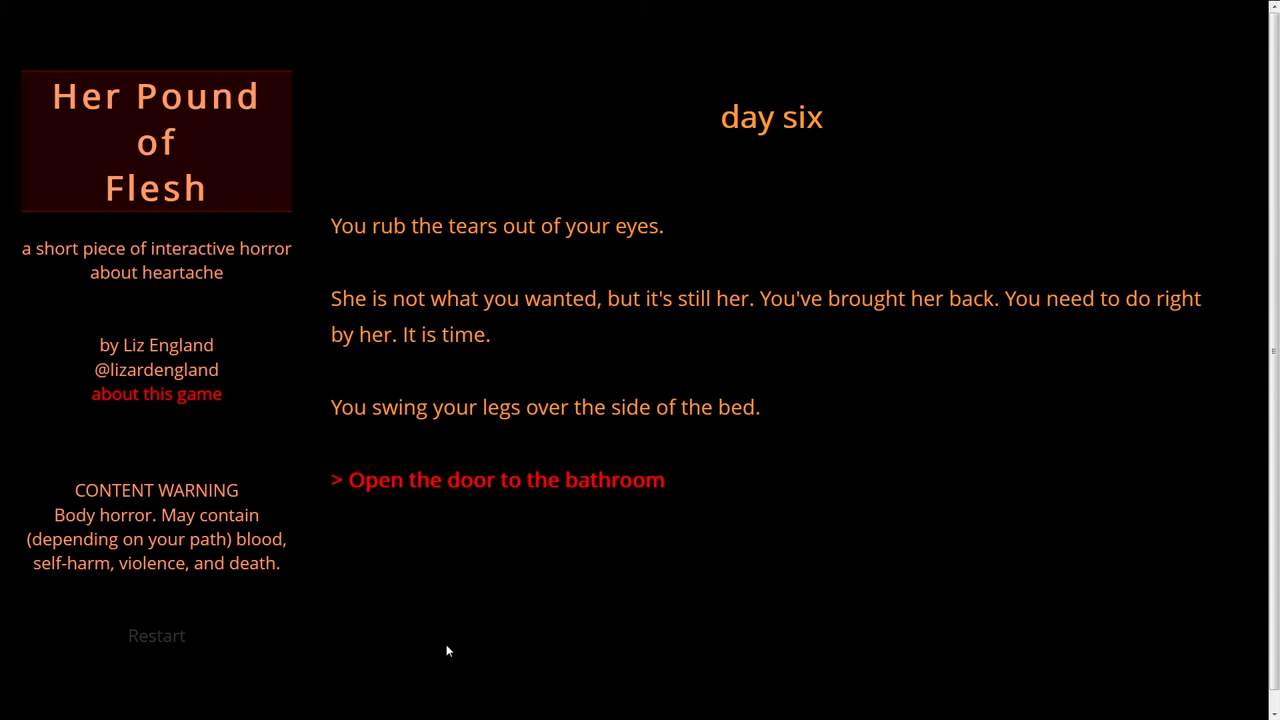 Her Pound
of
Flesh
a short piece of interactive horror
about heartache
by Liz England
@lizardengland
about this game
CONTENT WARNING
Body horror. May contain
(depending on your path) blood,
self-harm, violence, and death.
Restart
day six
You rub the tears out of your eyes.
She is not what you wanted, but it's still her. You've brought her back. You need to do right
by her. It is time.
You swing your legs over the side of the bed.
> Open the door to the bathroom